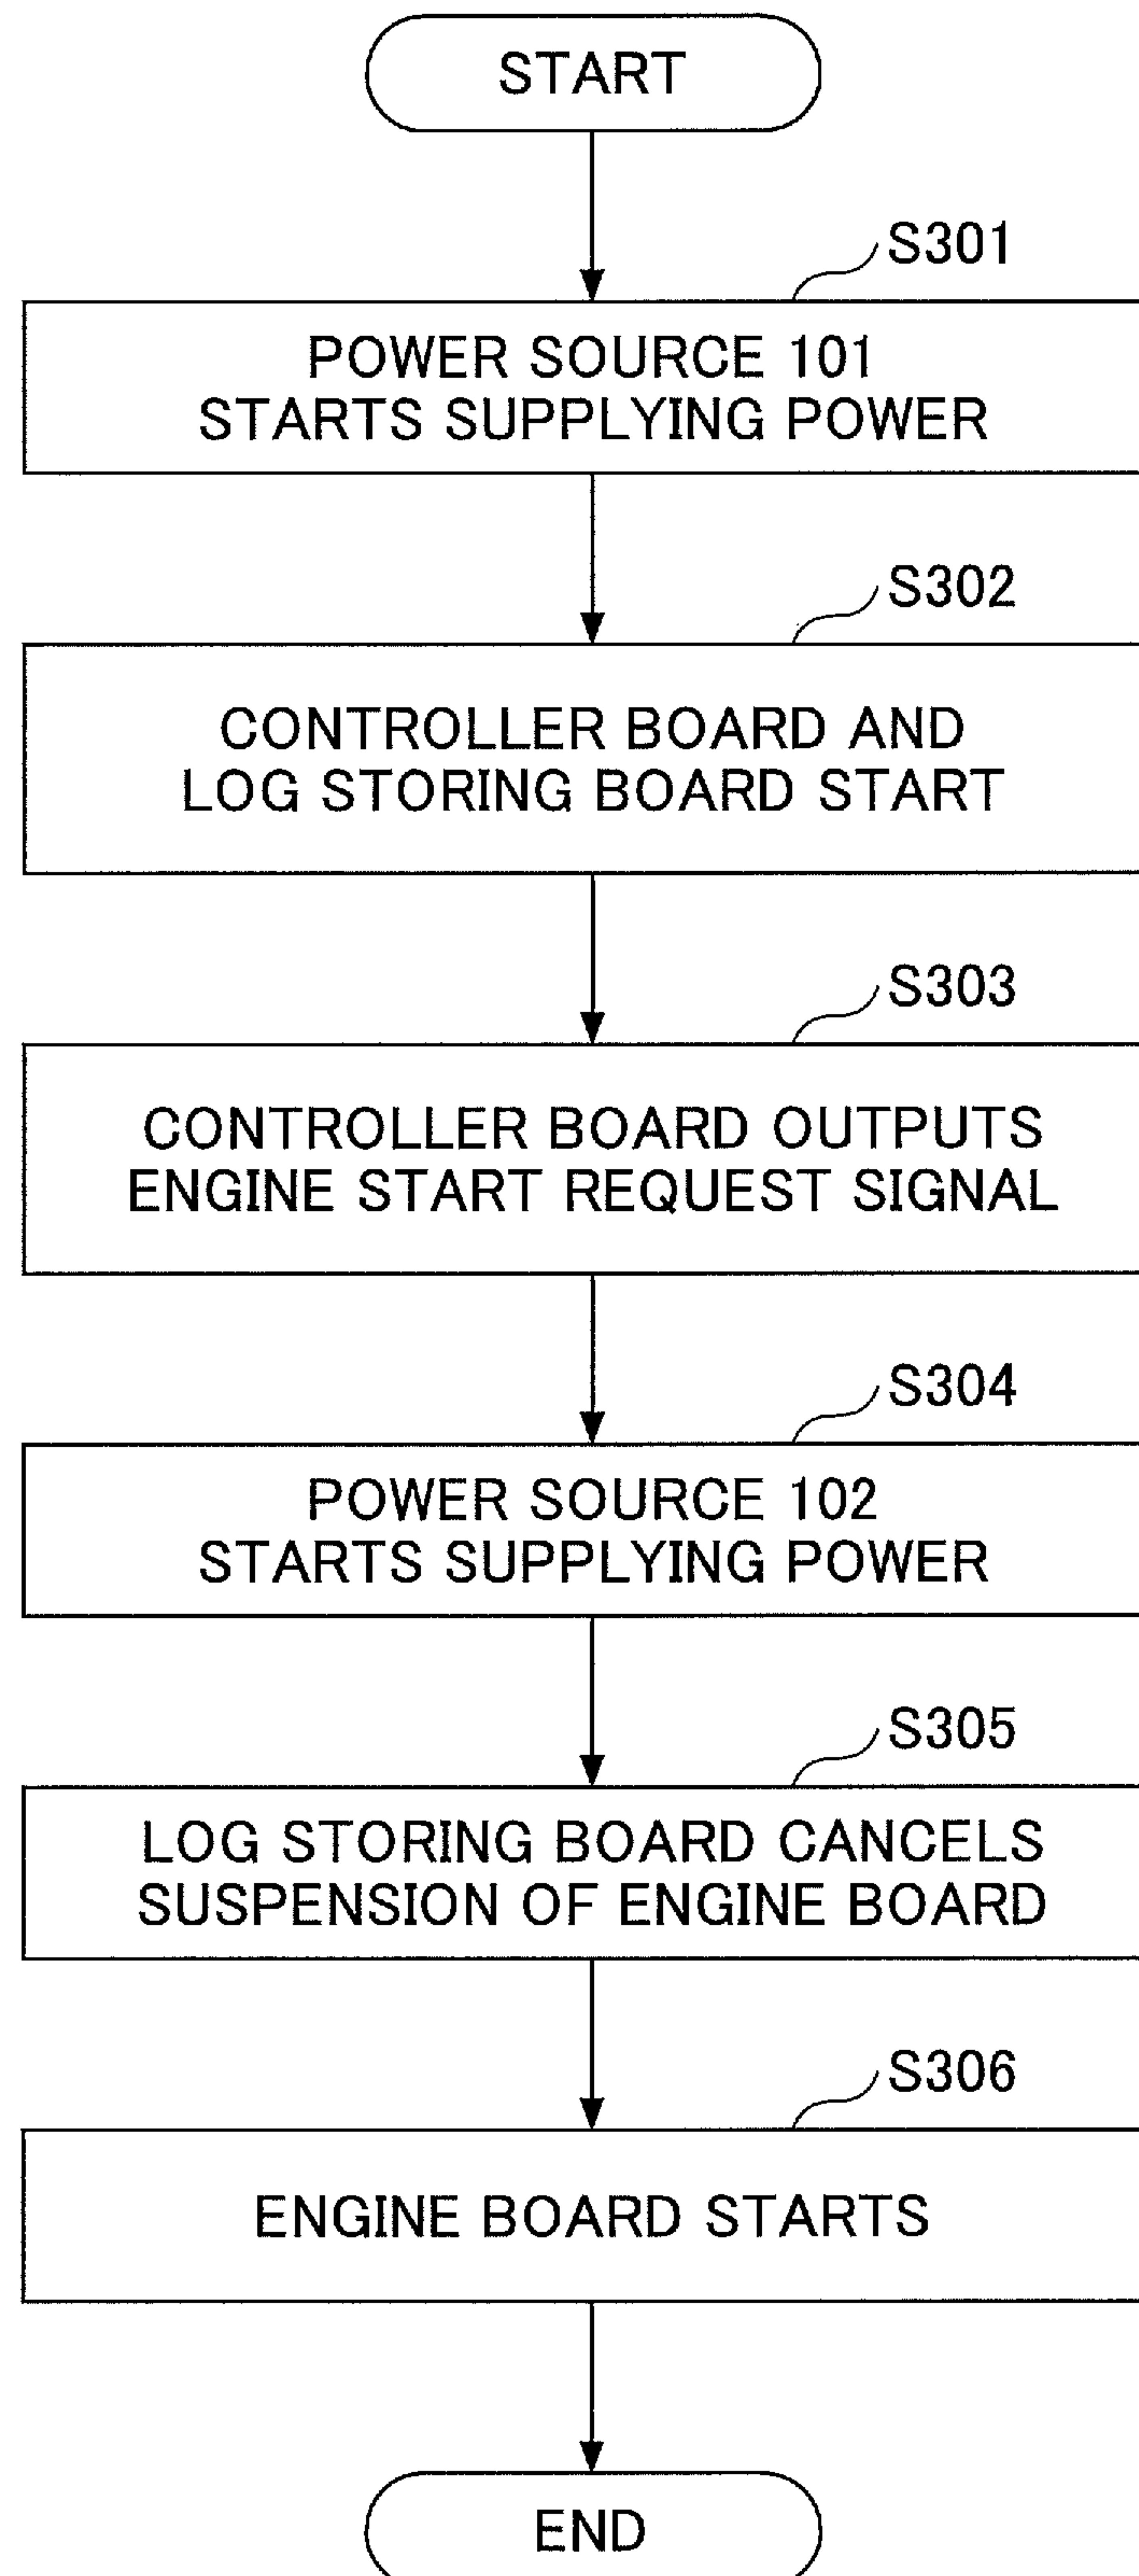 START
S301
POWER SOURCE 101
STARTS SUPPLYING POWER
S302
CONTROLLER BOARD AND
LOG STORING BOARD START
S303
CONTROLLER BOARD OUTPUTS
ENGINE START REQUEST SIGNAL
S304
POWER SOURCE 102
STARTS SUPPLYING POWER
S305
LOG STORING BOARD CANCELS
SUSPENSION OF ENGINE BOARD
S306
ENGINE BOARD STARTS
END